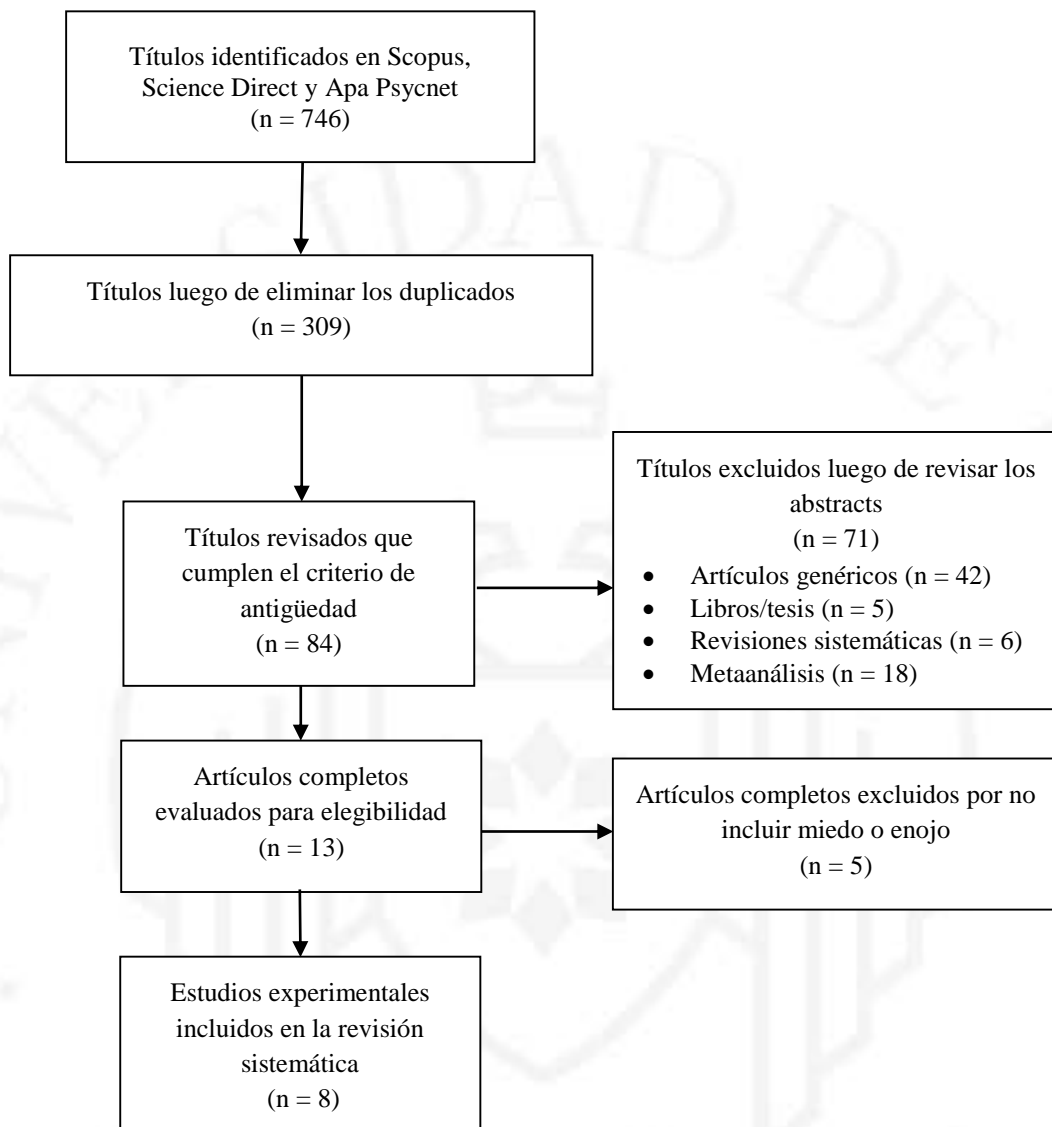 Títulos identificados en Scopus,
Science Direct y Apa Psycnet
(n = 746)
Títulos luego de eliminar los duplicados
(n = 309)
Títulos revisados que
cumplen el criterio de
antigüedad
(n = 84)
Títulos excluidos luego de revisar los
abstracts
(n = 71)
• Artículos genéricos (n = 42)
• Libros/tesis (n = 5)
• Revisiones sistemáticas (n = 6)
• Metaanálisis (n = 18)
Artículos completos
evaluados para elegibilidad
(n = 13)
Artículos completos excluidos por no
incluir miedo o enojo
(n = 5)
Estudios experimentales
incluidos en la revisión
sistemática
(n = 8)